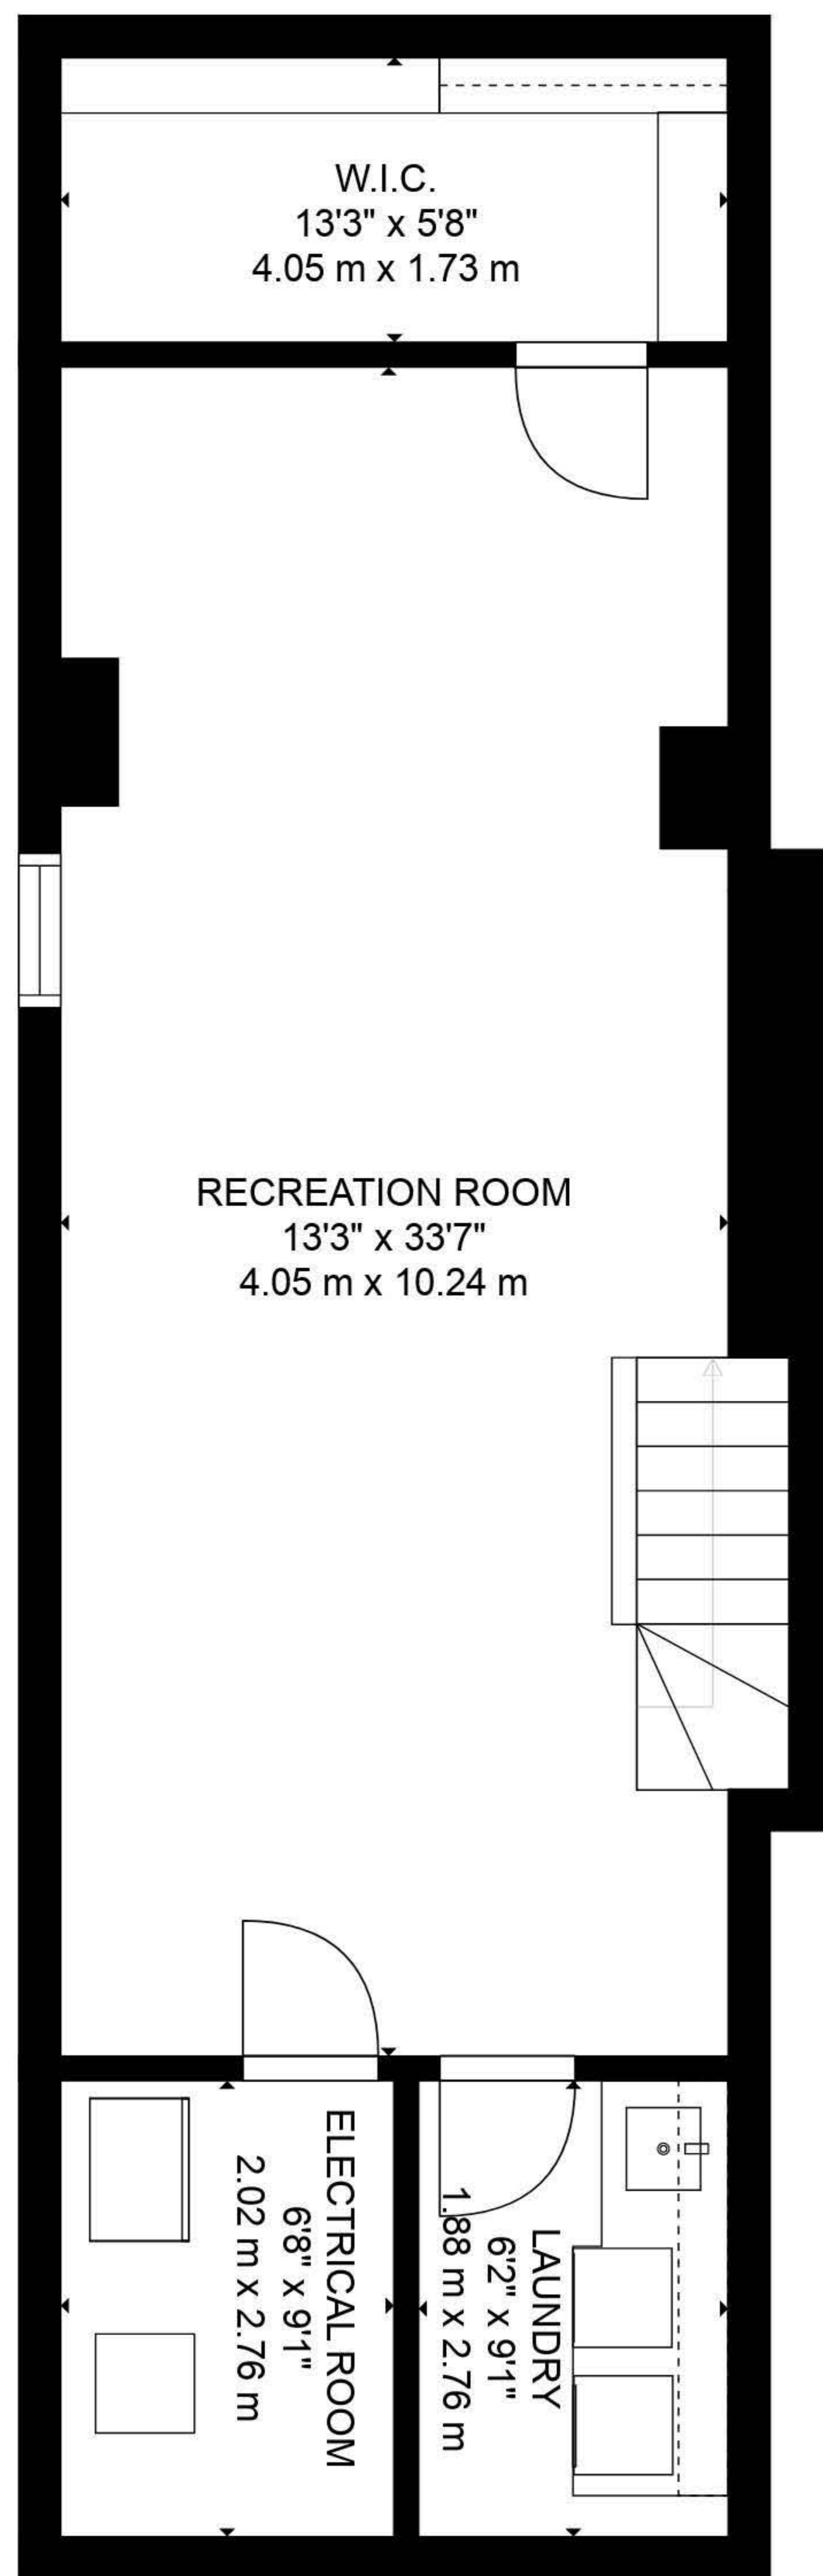 W.I.C.
13'3" x 5'8"
4.05 m x 1.73 m
RECREATION ROOM
13'3" x 33'7"
4.05 m x 10.24 m
ELECTRICAL ROOM
6'8" x 9'1"
2.02 m x 2.76 m
LAUNDRY
6'2" x 9'1"
1.88 m x 2.76 m